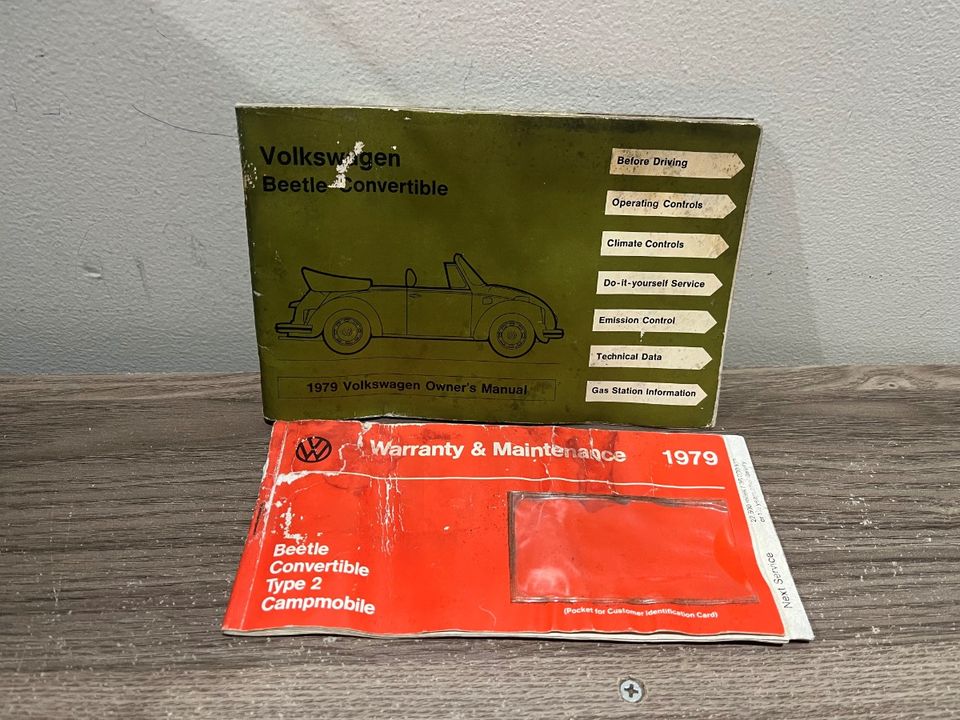 Volkswagen
Beetle Convertible
Before Driving
Operating Controls
Climate Controls
Do-it-yourself Service
Emission Control
Technical Data
Gas Station Information
1979 Volkswagen Owner's Manual
Warranty & Maintenance 1979
Beetle
Convertible
Type 2
Campmobile
(Pocket for Customer Identification Card)
Next Service